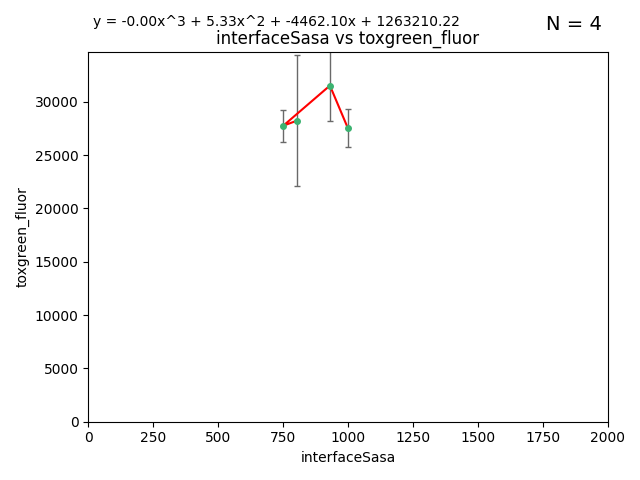 y = -0.00x^3 + 5.33x^2 + -4462.10x + 1263210.22
N = 4
interfaceSasa vs toxgreen_fluor
30000
25000
20000
15000
10000
5000
0
toxgreen_fluor
0 250 500 750 1000 1250 1500 1750 2000
interfaceSasa